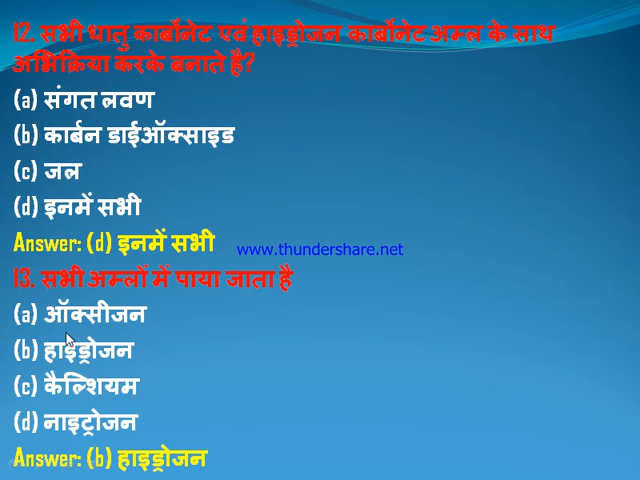 12. सभी धातु कार्बोनेट एवं हाइड्रोजन कार्बोनेट अम्ल के साथ
अभिक्रिया करके बनाते है?
(a) संगत लवण
(b) कार्बन डाईऑक्साइड
(c) जल
(d) इनमें सभी
Answer: (d) इनमें सभी
www.thundershare.net
13. सभी अम्लों में पाया जाता है
(a) ऑक्सीजन
(b) हाइड्रोजन
(c) कैल्शियम
(d) नाइट्रोजन
Answer: (b) हाइड्रोजन